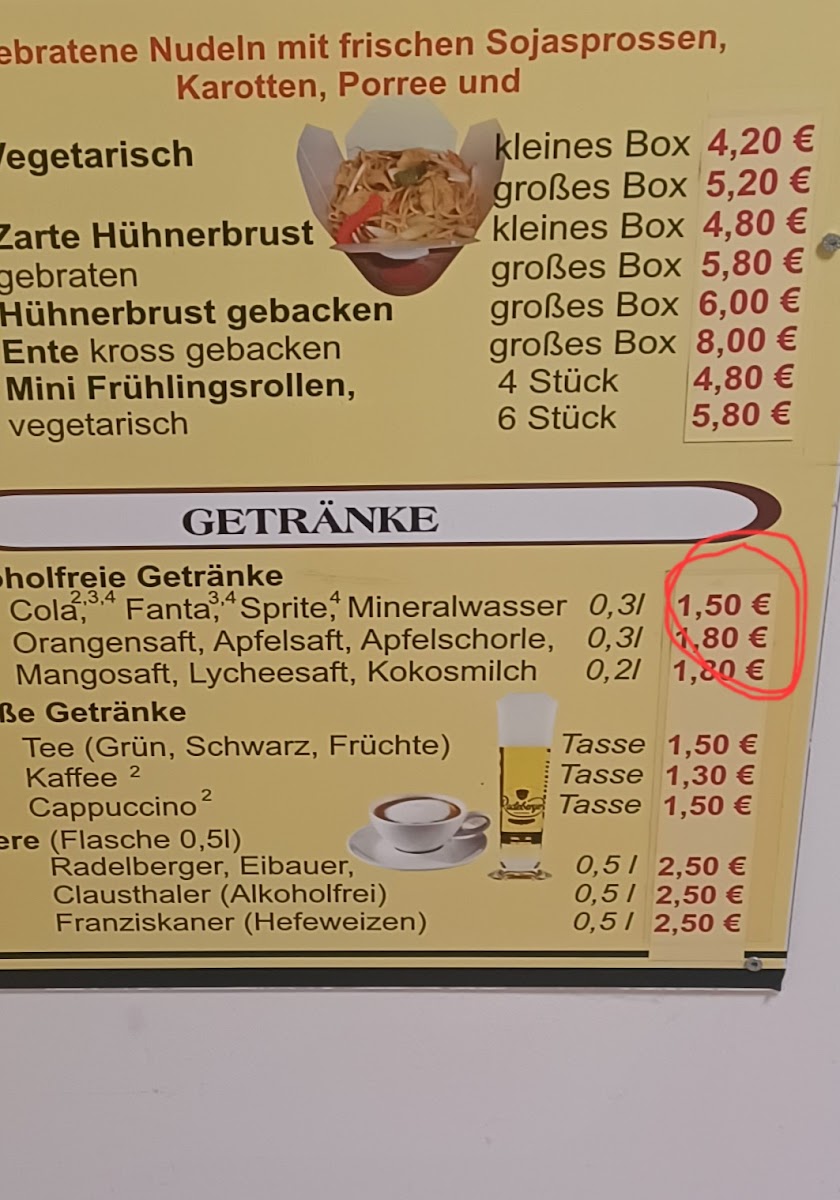 ebratene Nudeln mit frischen Sojasprossen,
Karotten, Porree und
Vegetarisch kleines Box 4,20 €
großes Box 5,20 €
Zarte Hühnerbrust kleines Box 4,80 €
gebraten großes Box 5,80 €
Hühnerbrust gebacken großes Box 6,00 €
Ente kross gebacken großes Box 8,00 €
Mini Frühlingsrollen, 4 Stück 4,80 €
vegetarisch 6 Stück 5,80 €
GETRÄNKE
oholfreie Getränke
Cola,2,3,4 Fanta,3,4 Sprite,4 Mineralwasser 0,3l 1,50 €
Orangensaft, Apfelsaft, Apfelschorle, 0,3l 1,80 €
Mangosaft, Lycheesaft, Kokosmilch 0,2l 1,80 €
ße Getränke
Tee (Grün, Schwarz, Früchte) Tasse 1,50 €
Kaffee 2 Tasse 1,30 €
Cappuccino 2 Tasse 1,50 €
ere (Flasche 0,5l)
Radelberger, Eibauer, 0,5 l 2,50 €
Clausthaler (Alkoholfrei) 0,5 l 2,50 €
Franziskaner (Hefeweizen) 0,5 l 2,50 €